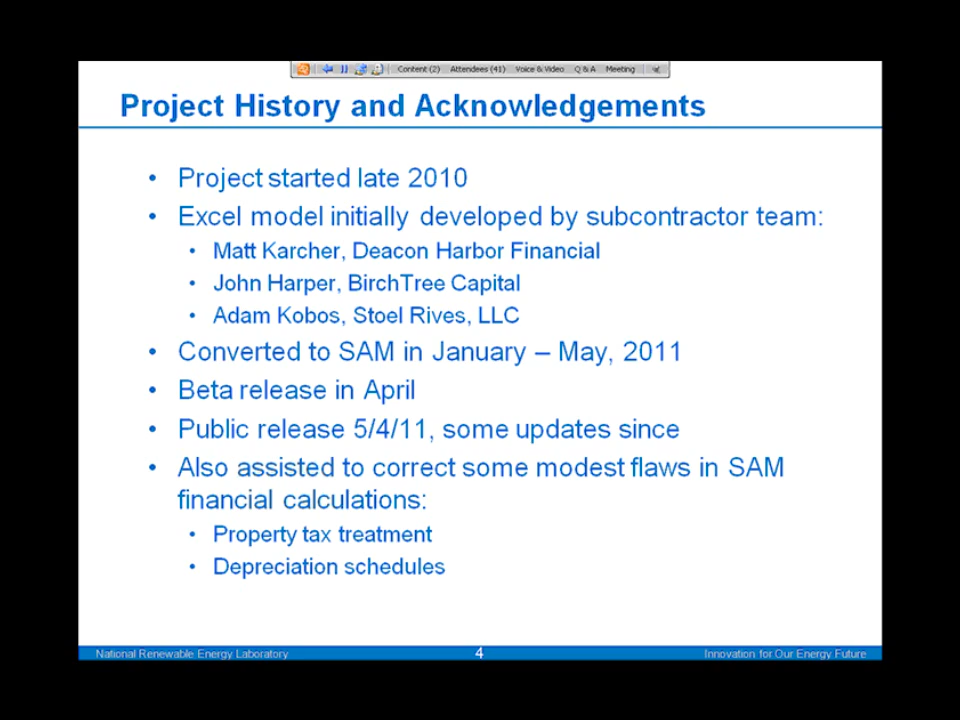 Content (2) Attendees (41) Voice & Video Q & A Meeting
Project History and Acknowledgements
• Project started late 2010
• Excel model initially developed by subcontractor team:
• Matt Karcher, Deacon Harbor Financial
• John Harper, BirchTree Capital
• Adam Kobos, Stoel Rives, LLC
• Converted to SAM in January – May, 2011
• Beta release in April
• Public release 5/4/11, some updates since
• Also assisted to correct some modest flaws in SAM
financial calculations:
• Property tax treatment
• Depreciation schedules
National Renewable Energy Laboratory 4 Innovation for Our Energy Future